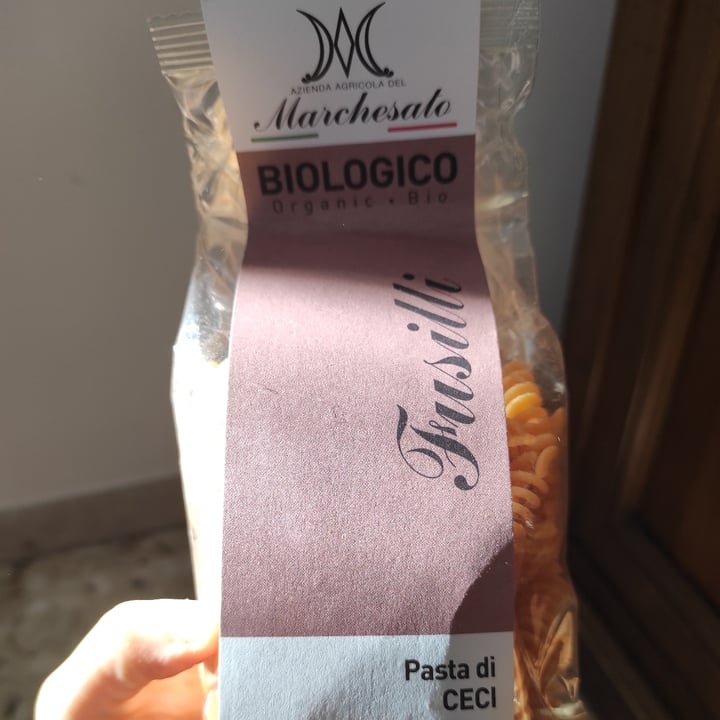 AZIENDA AGRICOLA DEL
Marchesato
BIOLOGICO
Organic • Bio
Fusilli
Pasta di
CECI